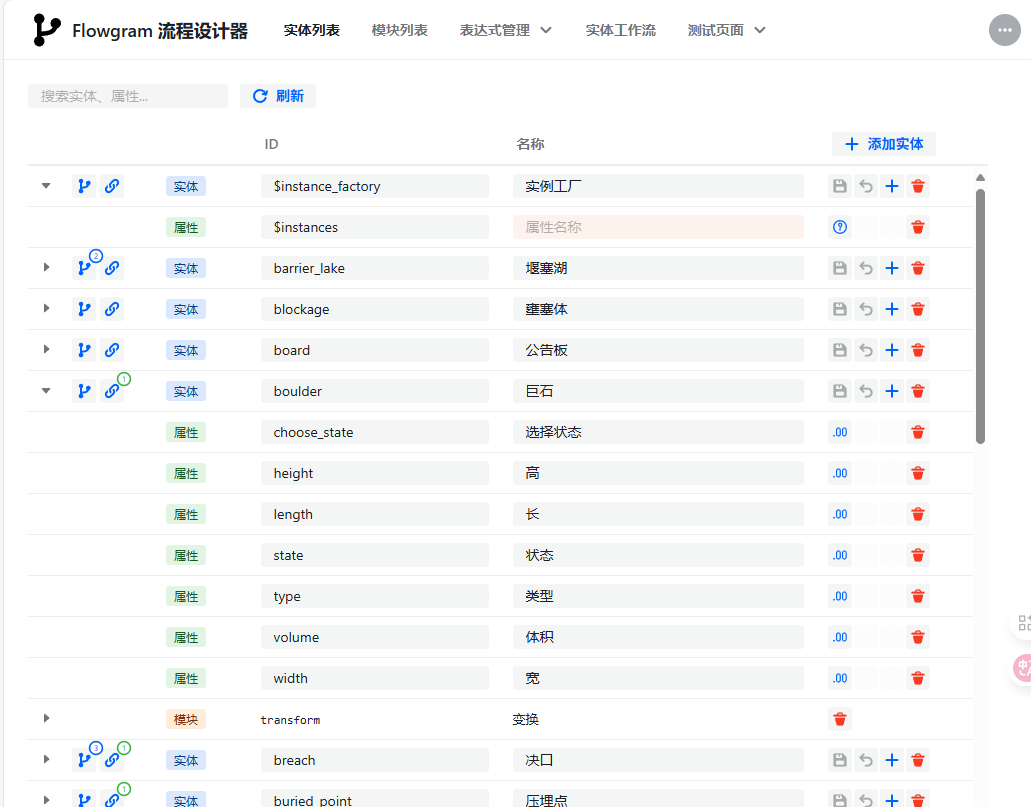 Flowgram 流程设计器 实体列表 模块列表 表达式管理 实体工作流 测试页面
搜索实体、属性... 刷新
ID 名称 添加实体
实体 $instance_factory 实例工厂
属性 $instances 属性名称
2 实体 barrier_lake 堰塞湖
实体 blockage 壅塞体
实体 board 公告板
1 实体 boulder 巨石
属性 choose_state 选择状态 .00
属性 height 高 .00
属性 length 长 .00
属性 state 状态 .00
属性 type 类型 .00
属性 volume 体积 .00
属性 width 宽 .00
模块 transform 变换
3 1 实体 breach 决口
1 实体 buried_point 压埋点